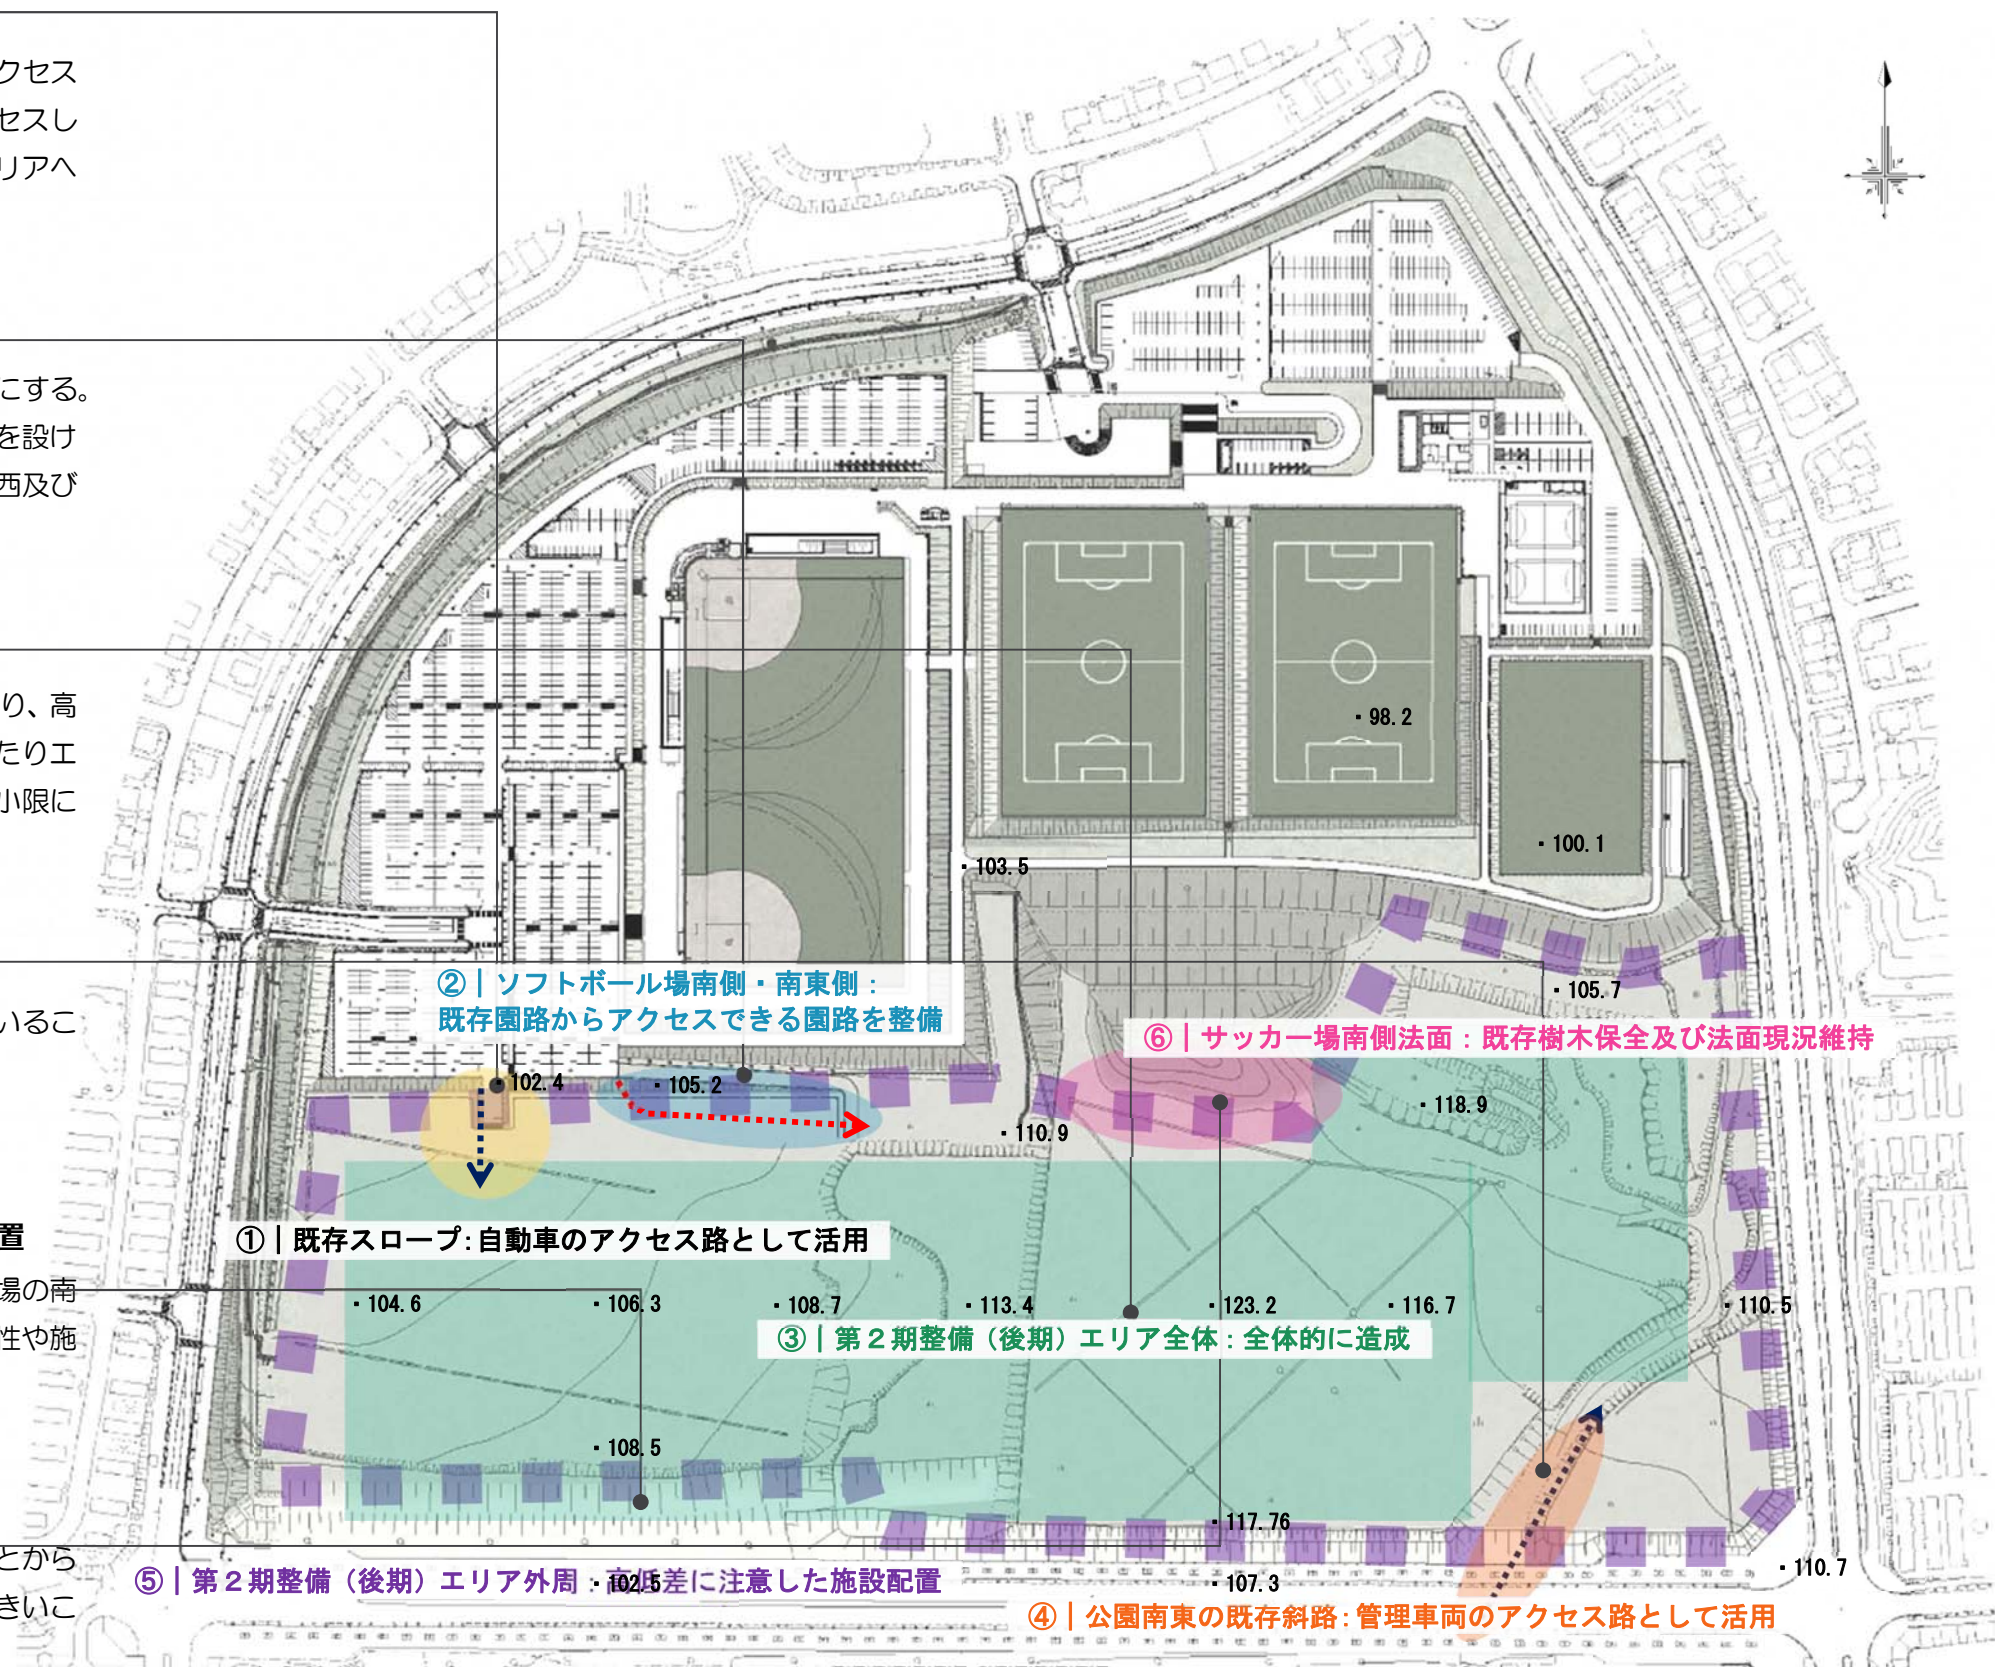 クセス
セスし
リアへ
にする。
を設け
西及び
り、高
たりエ
小限に
いるこ
置
場の南
性や施
とから
きいこ
98.2
100.1
103.5
②｜ソフトボール場南側・南東側：
既存園路からアクセスできる園路を整備
105.7
⑥｜サッカー場南側法面：既存樹木保全及び法面現況維持
102.4
105.2
118.9
110.9
①｜既存スロープ：自動車のアクセス路として活用
104.6
106.3
108.7
113.4
123.2
116.7
110.5
③｜第２期整備（後期）エリア全体：全体的に造成
108.5
117.76
110.7
⑤｜第２期整備（後期）エリア外周：高低差に注意した施設配置
102.5
107.3
④｜公園南東の既存斜路：管理車両のアクセス路として活用